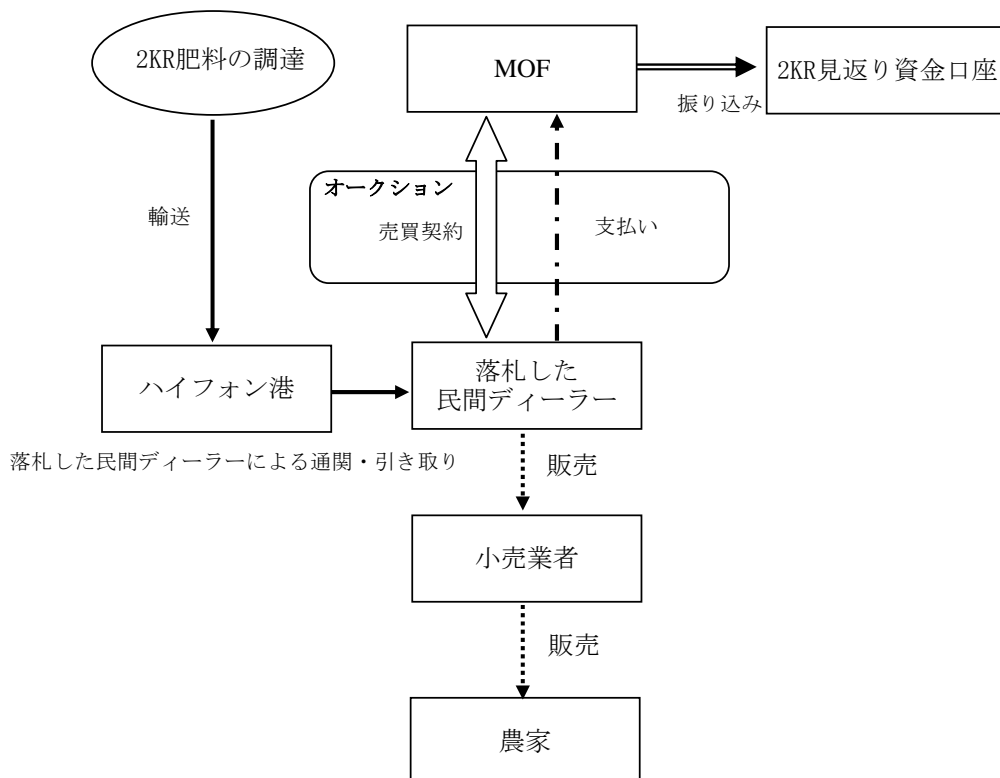 2KR肥料の調達
MOF
2KR見返り資金口座
振り込み
オークション
売買契約
支払い
輸送
ハイフォン港
落札した
民間ディーラー
落札した民間ディーラーによる通関・引き取り
販売
小売業者
販売
農家